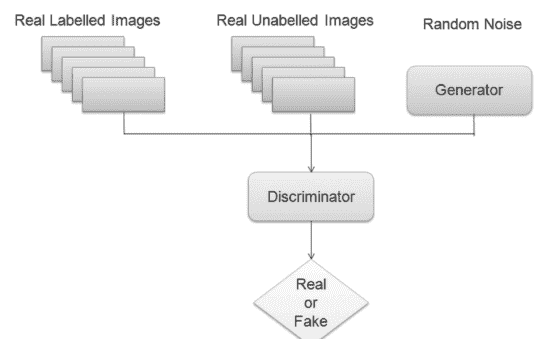 Real Labelled Images
Real Unabelled Images
Random Noise
Generator
Discriminator
Real
or
Fake